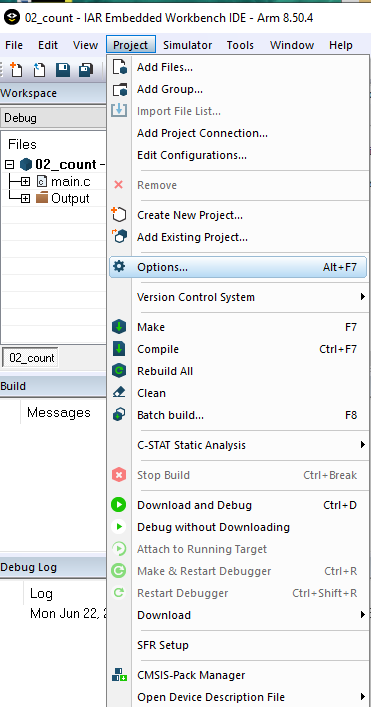 02_count - IAR Embedded Workbench IDE - Arm 8.50.4
File Edit View Project Simulator Tools Window Help
Workspace
Debug
Files
02_count –
main.c
Output
02_count
Build
Messages
Debug Log
Log
Mon Jun 22, 2
Add Files...
Add Group...
Import File List...
Add Project Connection...
Edit Configurations...
Remove
Create New Project...
Add Existing Project...
Options... Alt+F7
Version Control System
Make F7
Compile Ctrl+F7
Rebuild All
Clean
Batch build... F8
C-STAT Static Analysis
Stop Build Ctrl+Break
Download and Debug Ctrl+D
Debug without Downloading
Attach to Running Target
Make & Restart Debugger Ctrl+R
Restart Debugger Ctrl+Shift+R
Download
SFR Setup
CMSIS-Pack Manager
Open Device Description File